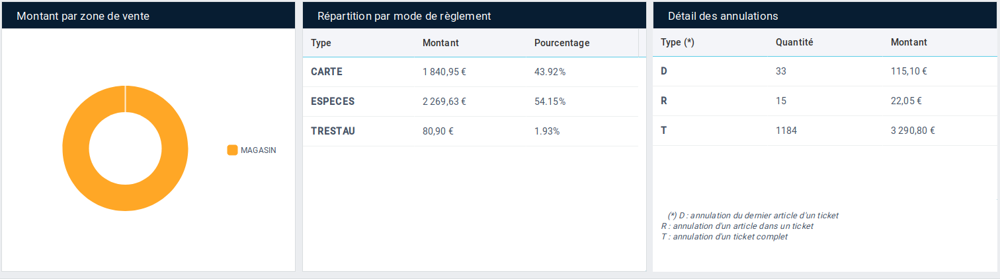 Montant par zone de vente
MAGASIN
Répartition par mode de règlement
Type Montant Pourcentage
CARTE 1 840,95 € 43.92%
ESPECES 2 269,63 € 54.15%
TRESTAU 80,90 € 1.93%
Détail des annulations
Type (*) Quantité Montant
D 33 115,10 €
R 15 22,05 €
T 1184 3 290,80 €
(*) D : annulation du dernier article d'un ticket
R : annulation d'un article dans un ticket
T : annulation d'un ticket complet